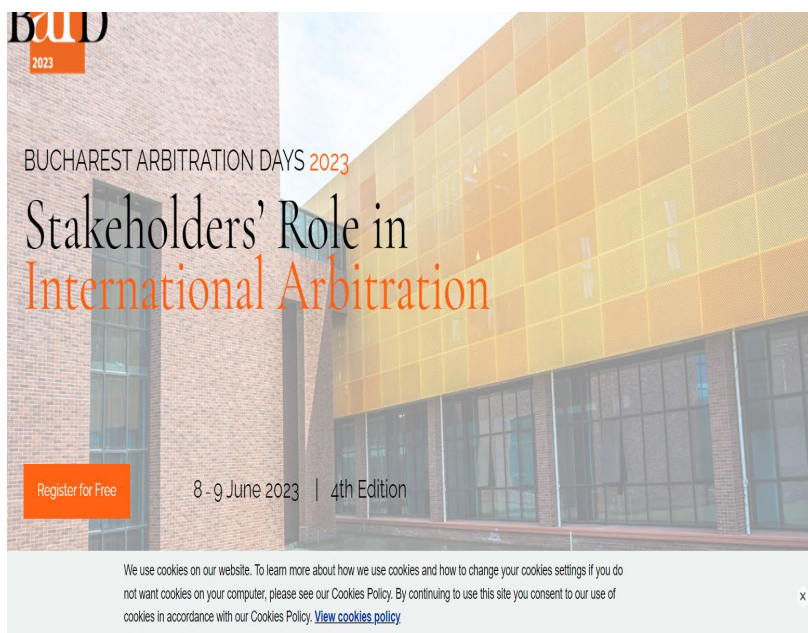 BarD
2023
BUCHAREST ARBITRATION DAYS 2023
Stakeholders' Role in
International Arbitration
Register for Free
8 - 9 June 2023 | 4th Edition
We use cookies on our website. To learn more about how we use cookies and how to change your cookies settings if you do
not want cookies on your computer, please see our Cookies Policy. By continuing to use this site you consent to our use of
cookies in accordance with our Cookies Policy. View cookies policy
x